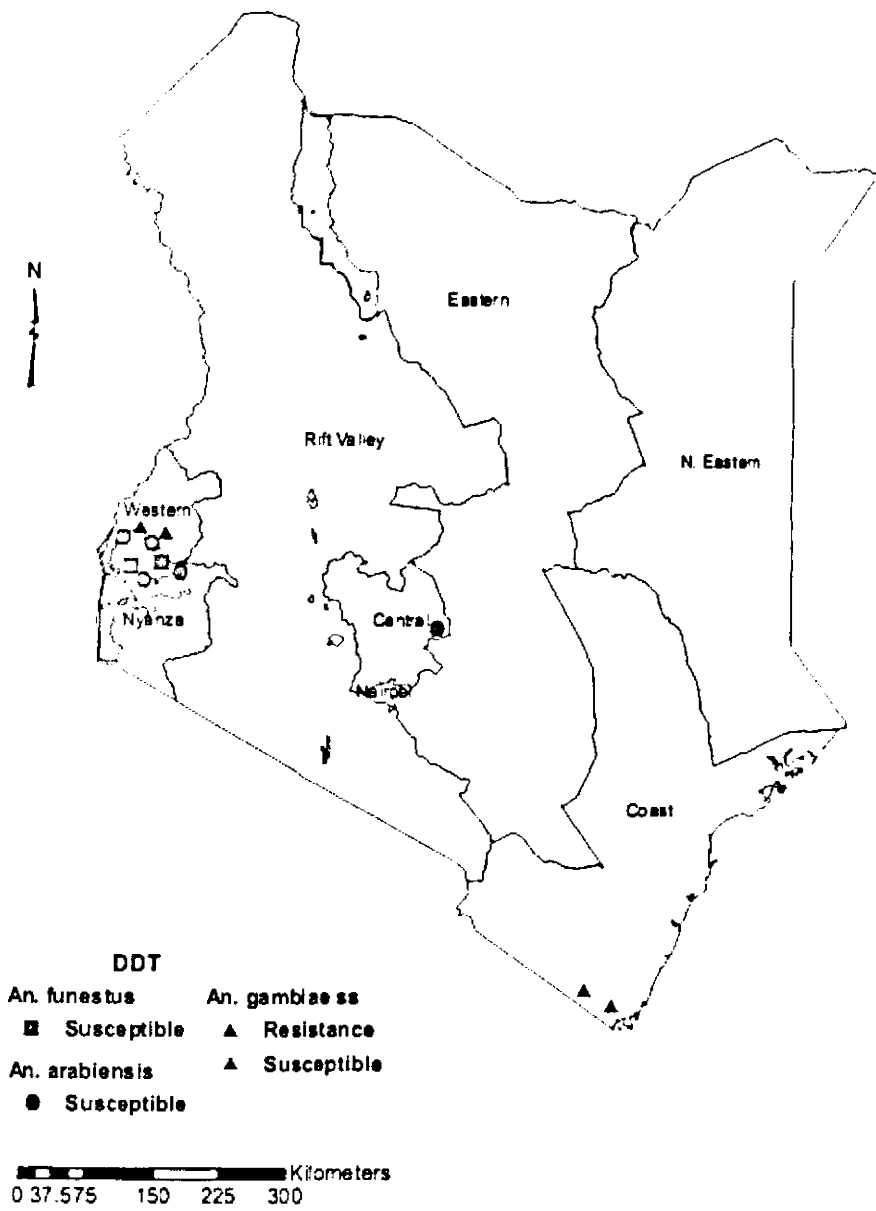 N
Eastern
Rift Valley
N. Eastern
Western
Nyanza
Central
Nairobi
Coast
DDT
An. funestus
Susceptible
An. arabiensis
Susceptible
An. gambiae ss
Resistance
Susceptible
Kilometers
0 37.575 150 225 300